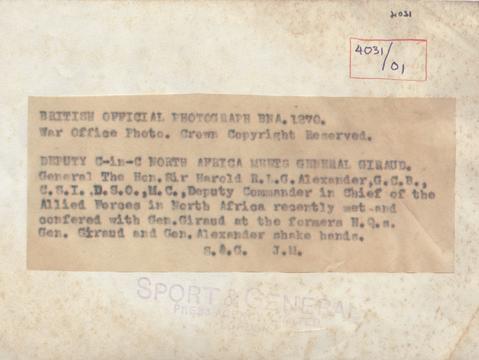 4031
4031/01
BRITISH OFFICIAL PHOTOGRAPH BNA. 1270.
War Office Photo. Crown Copyright Reserved.
DEPUTY C-in-C NORTH AFRICA MEETS GENERAL GIRAUD.
General The Hon. Sir Harold R.L.G. Alexander, G.C.B.,
C.S.I., D.S.O., M.C., Deputy Commander in Chief of the
Allied Forces in North Africa recently met and
confered with Gen. Giraud at the formers H.Q.s.
Gen. Giraud and Gen. Alexander shake hands.
S.&G. J.M.
SPORT & GENERAL
PRESS